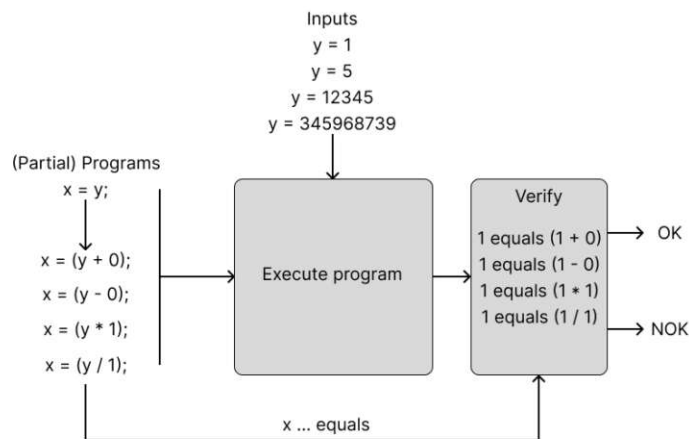 Inputs
y = 1
y = 5
y = 12345
y = 345968739
(Partial) Programs
x = y;
x = (y + 0);
x = (y - 0);
x = (y * 1);
x = (y / 1);
Execute program
Verify
1 equals (1 + 0)
1 equals (1 - 0)
1 equals (1 * 1)
1 equals (1 / 1)
OK
NOK
x ... equals